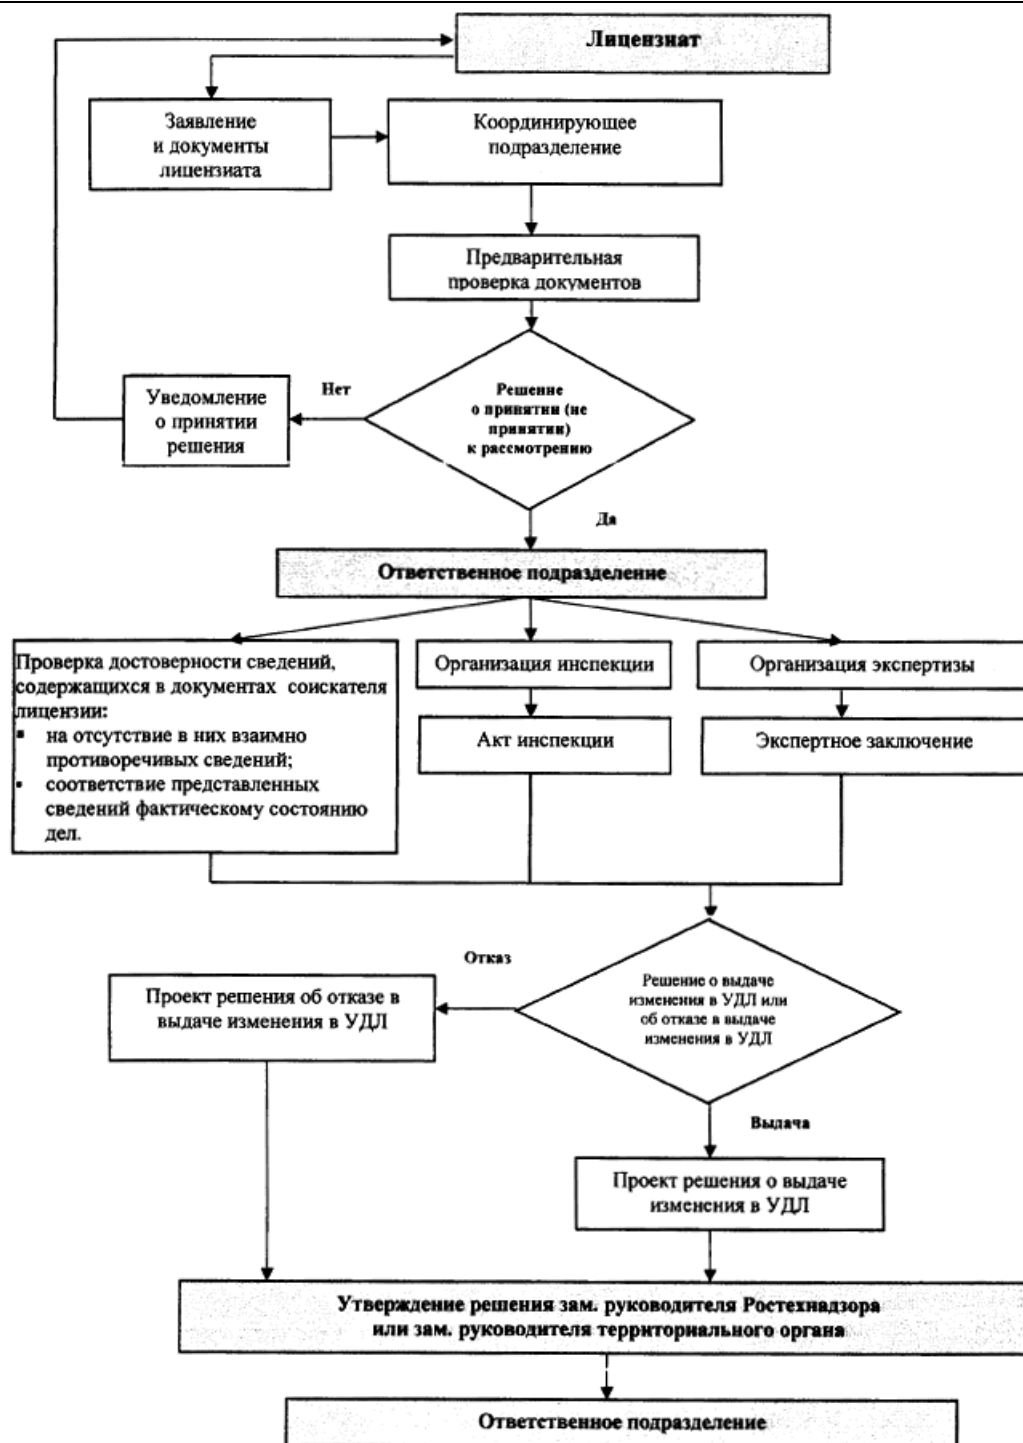 Лицензиат
Заявление
и документы
лицензиата
Координирующее
подразделение
Предварительная
проверка документов
Нет
Решение
о принятии (не
принятии)
к рассмотрению
Уведомление
о принятии
решения
Да
Ответственное подразделение
Проверка достоверности сведений,
содержащихся в документах соискателя
лицензии:
▪ на отсутствие в них взаимно
противоречивых сведений;
▪ соответствие представленных
сведений фактическому состоянию
дел.
Организация инспекции
Акт инспекции
Организация экспертизы
Экспертное заключение
Отказ
Решение о выдаче
изменения в УДЛ или
об отказе в выдаче
изменения в УДЛ
Проект решения об отказе в
выдаче изменения в УДЛ
Выдача
Проект решения о выдаче
изменения в УДЛ
Утверждение решения зам. руководителя Ростехнадзора
или зам. руководителя территориального органа
Ответственное подразделение